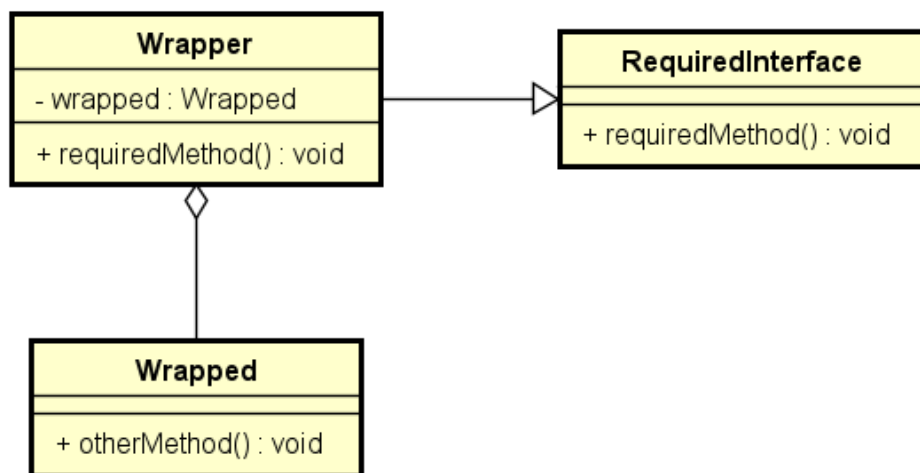 Wrapper
- wrapped : Wrapped
+ requiredMethod() : void
RequiredInterface
+ requiredMethod() : void
Wrapped
+ otherMethod() : void